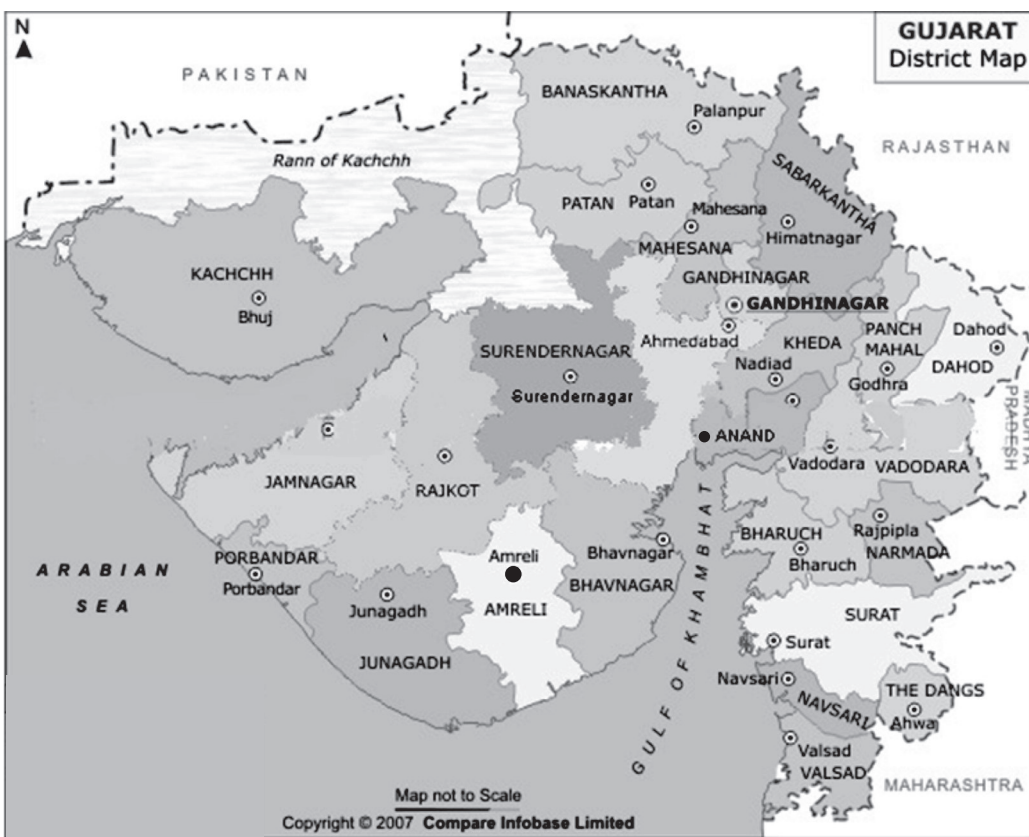 N
GUJARAT
District Map
PAKISTAN
BANASKANTHA
Palanpur
RAJASTHAN
Rann of Kachchh
SABARKANTHA
PATAN
Patan
Mahesana
Himatnagar
MAHESANA
KACHCHH
Bhuj
GANDHINAGAR
GANDHINAGAR
Ahmedabad
KHEDA
PANCH
MAHAL
Dahod
DAHOD
SURENDERNAGAR
Surendernagar
Nadiad
Godhra
MADHYA
PRADESH
ANAND
Vadodara
VADODARA
JAMNAGAR
RAJKOT
GULF OF KHAMBHAT
BHARUCH
Bharuch
Rajpipla
NARMADA
ARABIAN
SEA
PORBANDAR
Porbandar
Amreli
AMRELI
Bhavnagar
BHAVNAGAR
Junagadh
JUNAGADH
SURAT
Surat
Navsari
NAVSARI
THE DANGS
Ahwa
Valsad
VALSAD
MAHARASHTRA
Map not to Scale
Copyright © 2007 Compare Infobase Limited